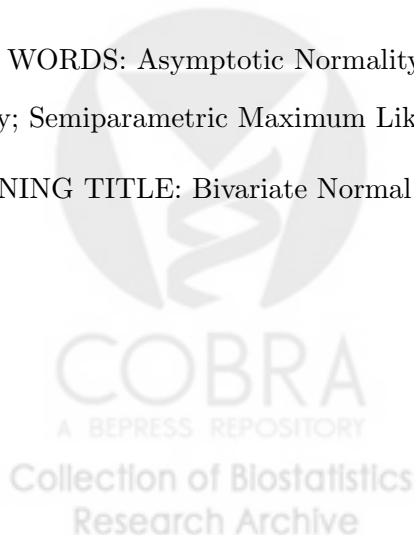 WORDS: Asymptotic Normality
y; Semiparametric Maximum Lik
NING TITLE: Bivariate Normal
COBRA
A BEPRESS REPOSITORY
Collection of Biostatistics
Research Archive